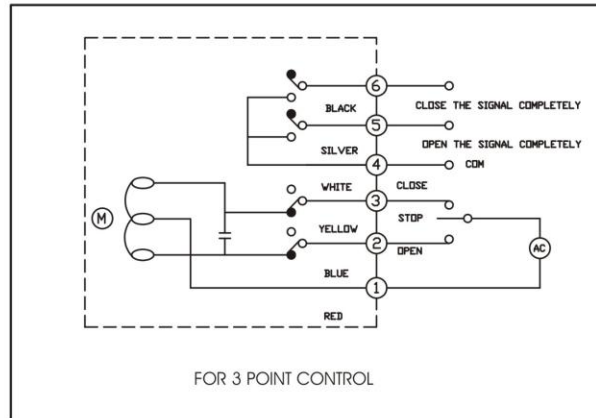 6
BLACK
CLOSE THE SIGNAL COMPLETELY
5
OPEN THE SIGNAL COMPLETELY
SILVER
4
COM
WHITE
3
CLOSE
STOP
M
YELLOW
2
OPEN
AC
BLUE
1
RED
FOR 3 POINT CONTROL